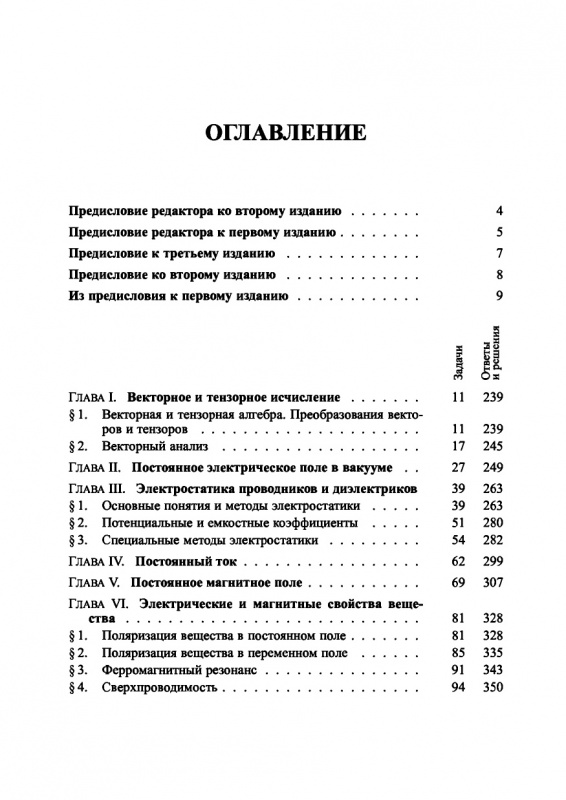 ОГЛАВЛЕНИЕ
Предисловие редактора ко второму изданию . . . . . . . 4
Предисловие редактора к первому изданию . . . . . . . . 5
Предисловие к третьему изданию . . . . . . . . . . . . 7
Предисловие ко второму изданию . . . . . . . . . . . . 8
Из предисловия к первому изданию . . . . . . . . . . . 9
Задачи
Ответы
и решения
Глава I. Векторное и тензорное исчисление . . . . . . . . 11 239
§ 1. Векторная и тензорная алгебра. Преобразования векто-
ров и тензоров . . . . . . . . . . . . . . . . . 11 239
§ 2. Векторный анализ . . . . . . . . . . . . . . . . 17 245
Глава II. Постоянное электрическое поле в вакууме . . 27 249
Глава III. Электростатика проводников и диэлектриков 39 263
§ 1. Основные понятия и методы электростатики . . . . . 39 263
§ 2. Потенциальные и емкостные коэффициенты . . . . . 51 280
§ 3. Специальные методы электростатики . . . . . . . . 54 282
Глава IV. Постоянный ток . . . . . . . . . . . . . . . 62 299
Глава V. Постоянное магнитное поле . . . . . . . . . . 69 307
Глава VI. Электрические и магнитные свойства веще-
ства . . . . . . . . . . . . . . . . . . . . . . 81 328
§ 1. Поляризация вещества в постоянном поле . . . . . . 81 328
§ 2. Поляризация вещества в переменном поле . . . . . . 85 335
§ 3. Ферромагнитный резонанс . . . . . . . . . . . . . 91 343
§ 4. Сверхпроводимость . . . . . . . . . . . . . . . . 94 350